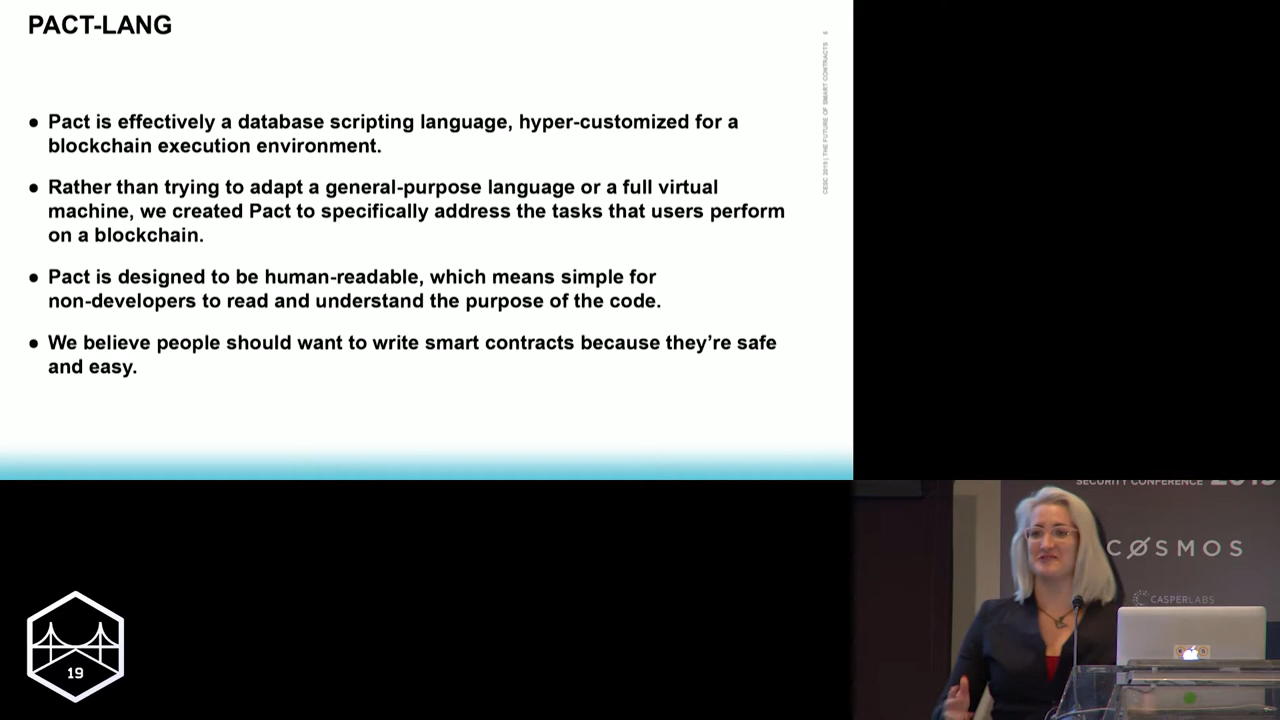 PACT-LANG
● Pact is effectively a database scripting language, hyper-customized for a
blockchain execution environment.
● Rather than trying to adapt a general-purpose language or a full virtual
machine, we created Pact to specifically address the tasks that users perform
on a blockchain.
● Pact is designed to be human-readable, which means simple for
non-developers to read and understand the purpose of the code.
● We believe people should want to write smart contracts because they’re safe
and easy.
CESC 2019 | THE FUTURE OF SMART CONTRACTS 6
SECURITY CONFERENCE 2019
CØSMOS
CASPERLABS
19